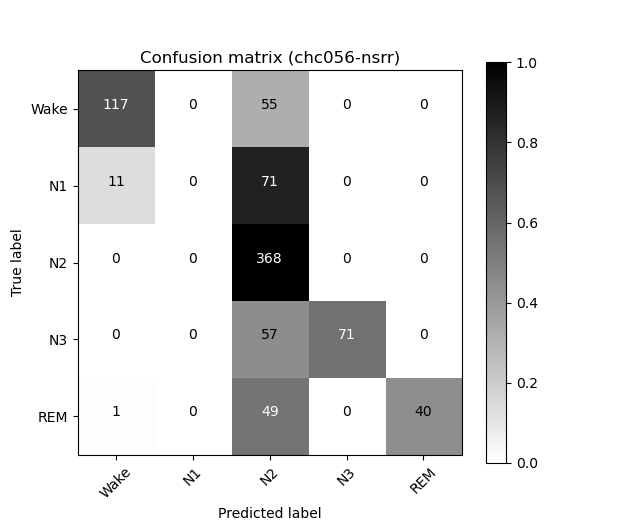 Confusion matrix (chc056-nsrr)
True label
Wake 117 0 55 0 0
N1 11 0 71 0 0
N2 0 0 368 0 0
N3 0 0 57 71 0
REM 1 0 49 0 40
Wake N1 N2 N3 REM
Predicted label
1.0
0.8
0.6
0.4
0.2
0.0